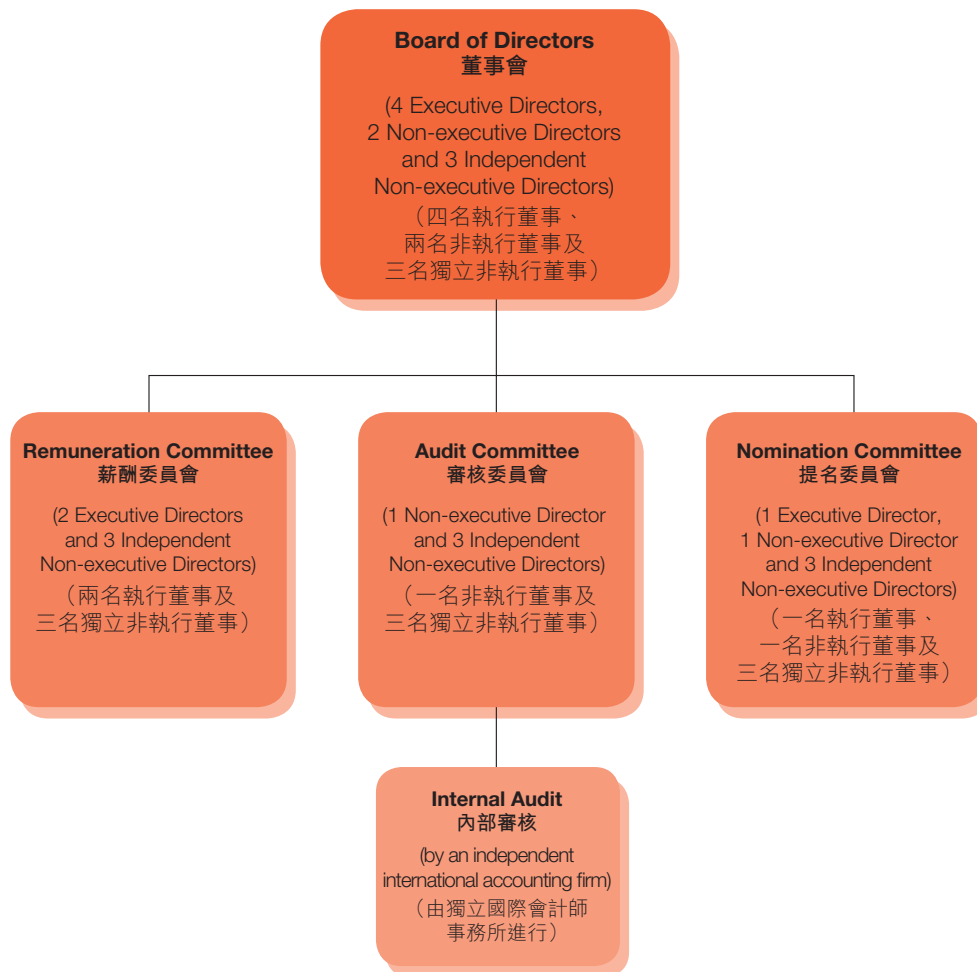 Board of Directors
董事會
(4 Executive Directors,
2 Non-executive Directors
and 3 Independent
Non-executive Directors)
（四名執行董事、
兩名非執行董事及
三名獨立非執行董事）
Remuneration Committee
薪酬委員會
(2 Executive Directors
and 3 Independent
Non-executive Directors)
（兩名執行董事及
三名獨立非執行董事）
Audit Committee
審核委員會
(1 Non-executive Director
and 3 Independent
Non-executive Directors)
（一名非執行董事及
三名獨立非執行董事）
Nomination Committee
提名委員會
(1 Executive Director,
1 Non-executive Director
and 3 Independent
Non-executive Directors)
（一名執行董事、
一名非執行董事及
三名獨立非執行董事）
Internal Audit
內部審核
(by an independent
international accounting firm)
（由獨立國際會計師
事務所進行）